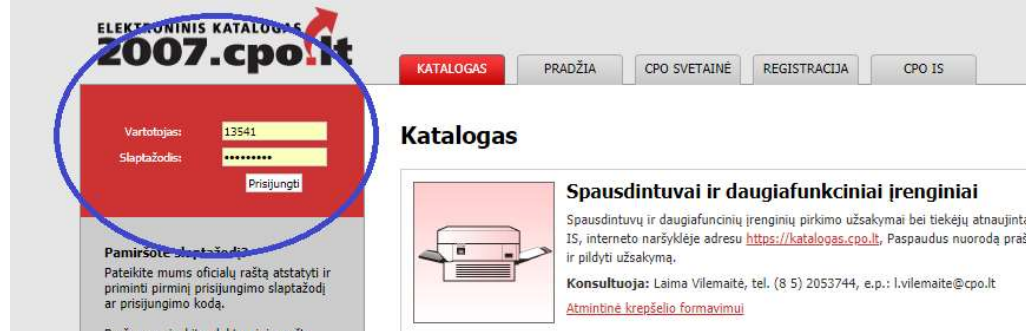 ELEKTRONINIS KATALOGAS
2007.cpo.lt
KATALOGAS
PRADŽIA
CPO SVETAINĖ
REGISTRACIJA
CPO IS
Vartotojas: 13541
Slaptažodis: •••••••••
Prisijungti
Katalogas
Spausdintuvai ir daugiafunkciniai įrenginiai
Spausdintuvų ir daugiafuncinių įrenginių pirkimo užsakymai bei tiekėjų atnaujinta
IS, interneto naršyklėje adresu https://katalogas.cpo.lt, Paspaudus nuorodą praš
ir pildyti užsakymą.
Konsultuoja: Laima Vilemaitė, tel. (8 5) 2053744, e.p.: l.vilemaite@cpo.lt
Atmintinė krepšelio formavimui
Pamiršote slaptažodį?
Pateikite mums oficialų raštą atstatyti ir
priminti pirminį prisijungimo slaptažodį
ar prisijungimo kodą.